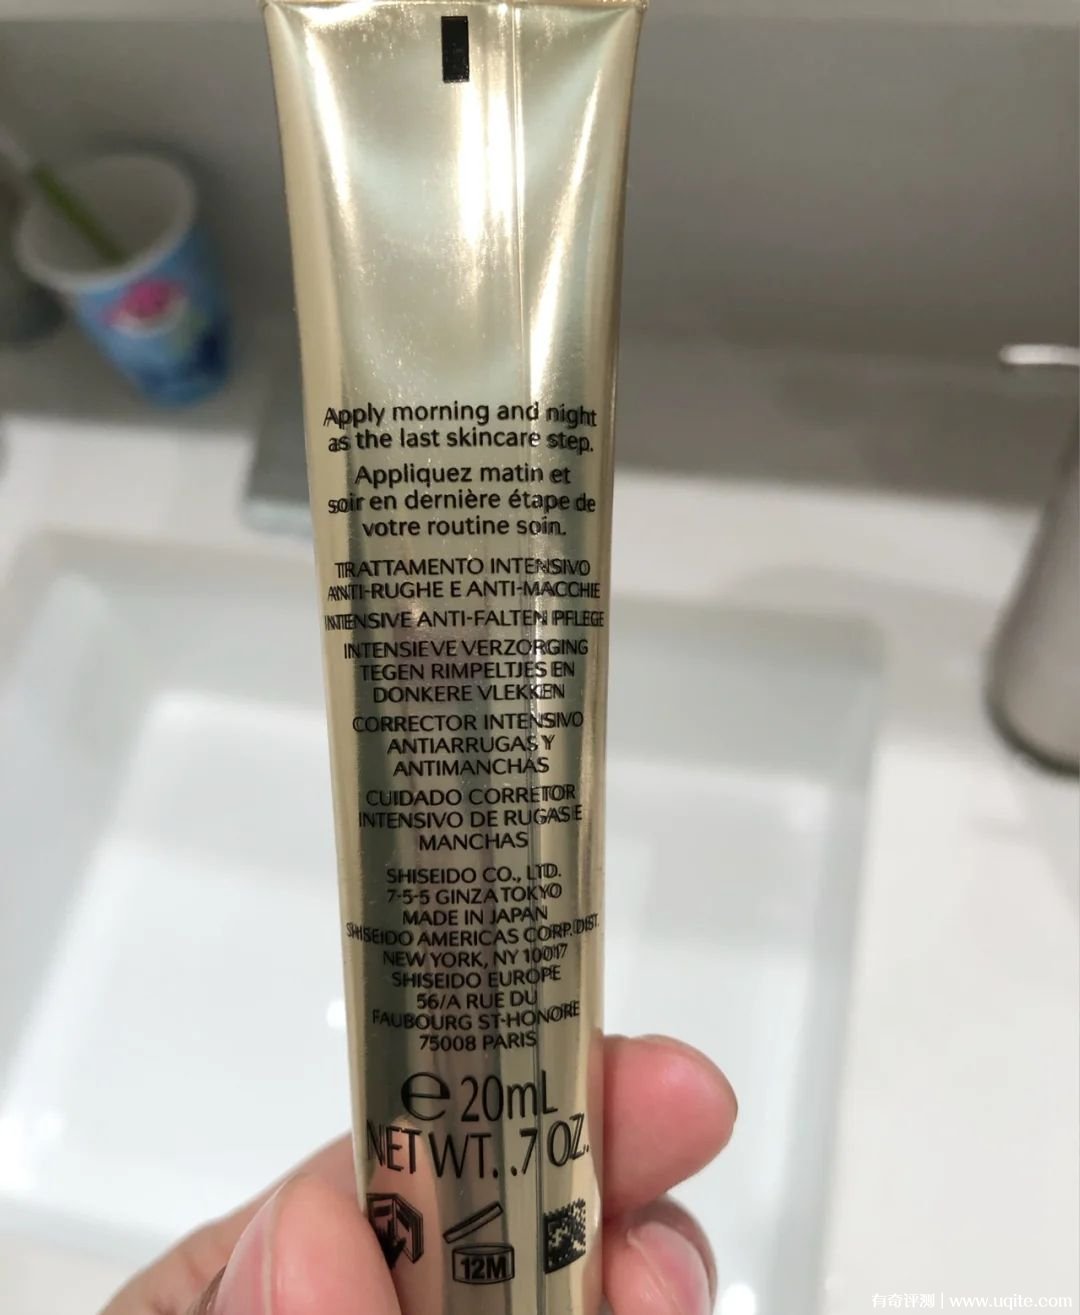 Apply morning and night
as the last skincare step.
Appliquez matin et
soir en dernière étape de
votre routine soin.
TRATTAMENTO INTENSIVO
ANTI-RUGHE E ANTI-MACCHIE
INTENSIVE ANTI-FALTEN PFLEGE
INTENSIEVE VERZORGING
TEGEN RIMPELTJES EN
DONKERE VLEKKEN
CORRECTOR INTENSIVO
ANTIARRUGAS Y
ANTIMANCHAS
CUIDADO CORRETOR
INTENSIVO DE RUGAS E
MANCHAS
SHISEIDO CO., LTD.
7-5-5 GINZA TOKYO
MADE IN JAPAN
SHISEIDO AMERICAS CORP. DIST.
NEW YORK, NY 10017
SHISEIDO EUROPE
56/A RUE DU
FAUBOURG ST-HONORE
75008 PARIS
℮ 20mL
NET WT. .7 OZ.
12M
有奇评测 | www.uqite.com